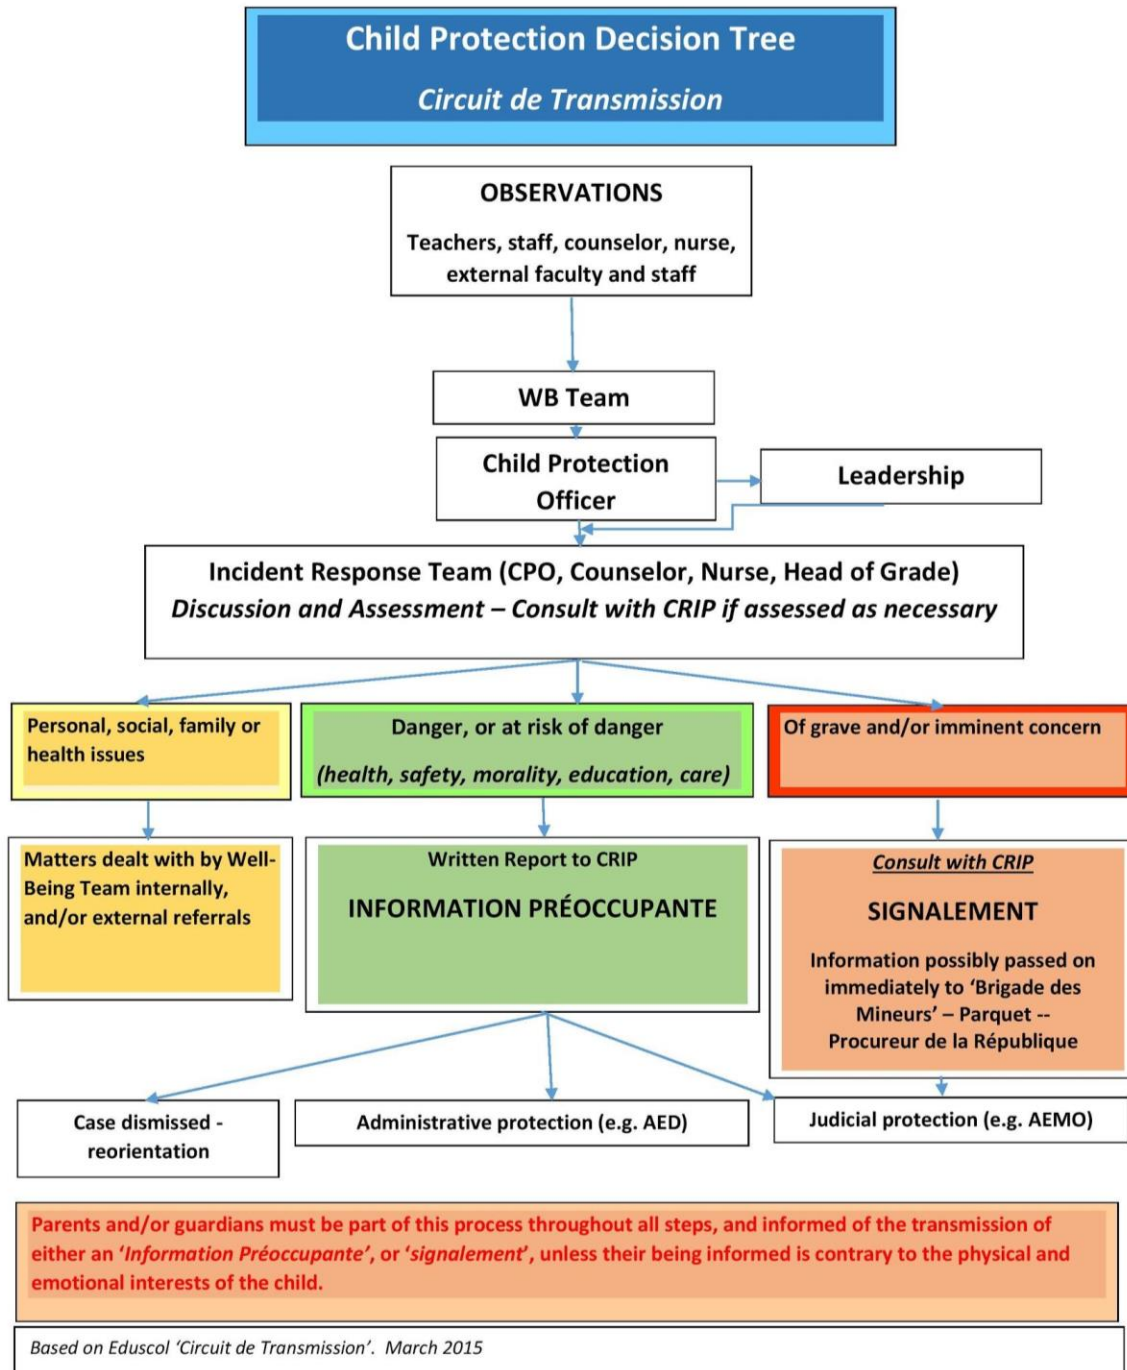 Child Protection Decision Tree
Circuit de Transmission
OBSERVATIONS
Teachers, staff, counselor, nurse,
external faculty and staff
WB Team
Child Protection
Officer
Leadership
Incident Response Team (CPO, Counselor, Nurse, Head of Grade)
Discussion and Assessment – Consult with CRIP if assessed as necessary
Personal, social, family or
health issues
Danger, or at risk of danger
(health, safety, morality, education, care)
Of grave and/or imminent concern
Matters dealt with by Well-
Being Team internally,
and/or external referrals
Written Report to CRIP
INFORMATION PRÉOCCUPANTE
Consult with CRIP
SIGNALEMENT
Information possibly passed on
immediately to ‘Brigade des
Mineurs’ – Parquet --
Procureur de la République
Case dismissed -
reorientation
Administrative protection (e.g. AED)
Judicial protection (e.g. AEMO)
Parents and/or guardians must be part of this process throughout all steps, and informed of the transmission of
either an ‘Information Préoccupante’, or ‘signalement’, unless their being informed is contrary to the physical and
emotional interests of the child.
Based on Eduscol ‘Circuit de Transmission’. March 2015